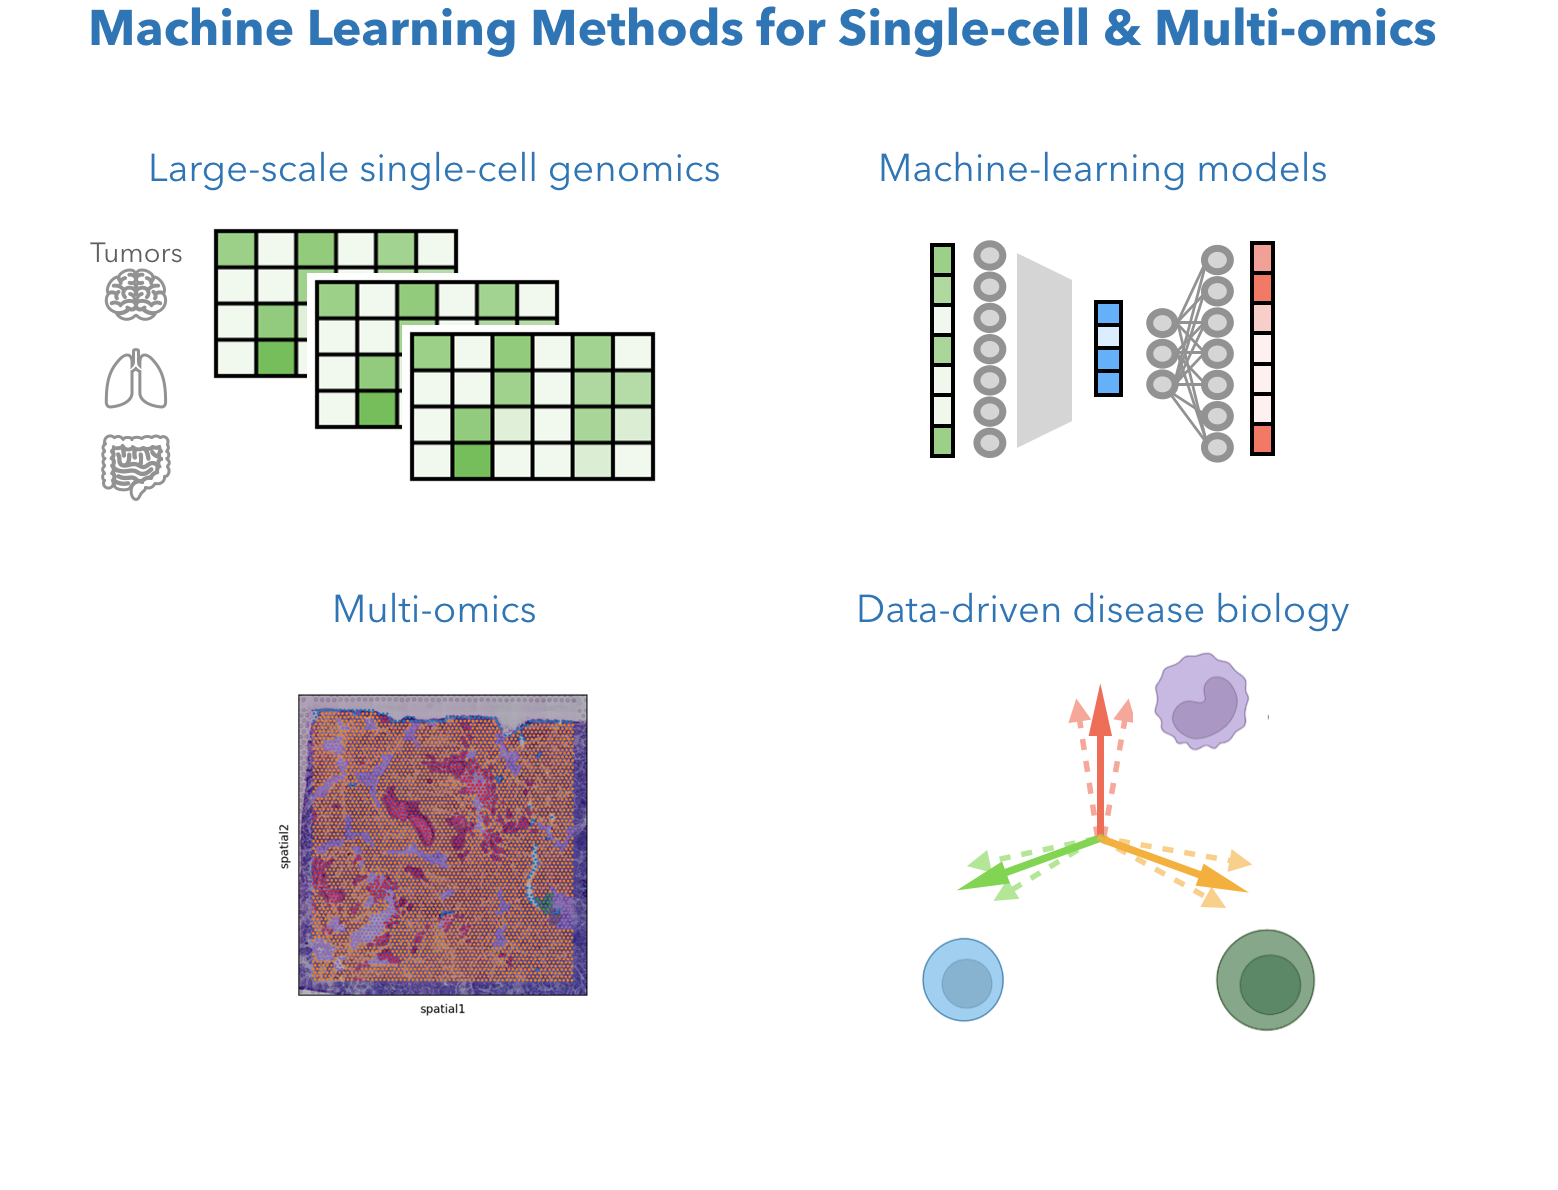 Machine Learning Methods for Single-cell & Multi-omics
Large-scale single-cell genomics
Machine-learning models
Tumors
Multi-omics
Data-driven disease biology
spatial2
spatial1